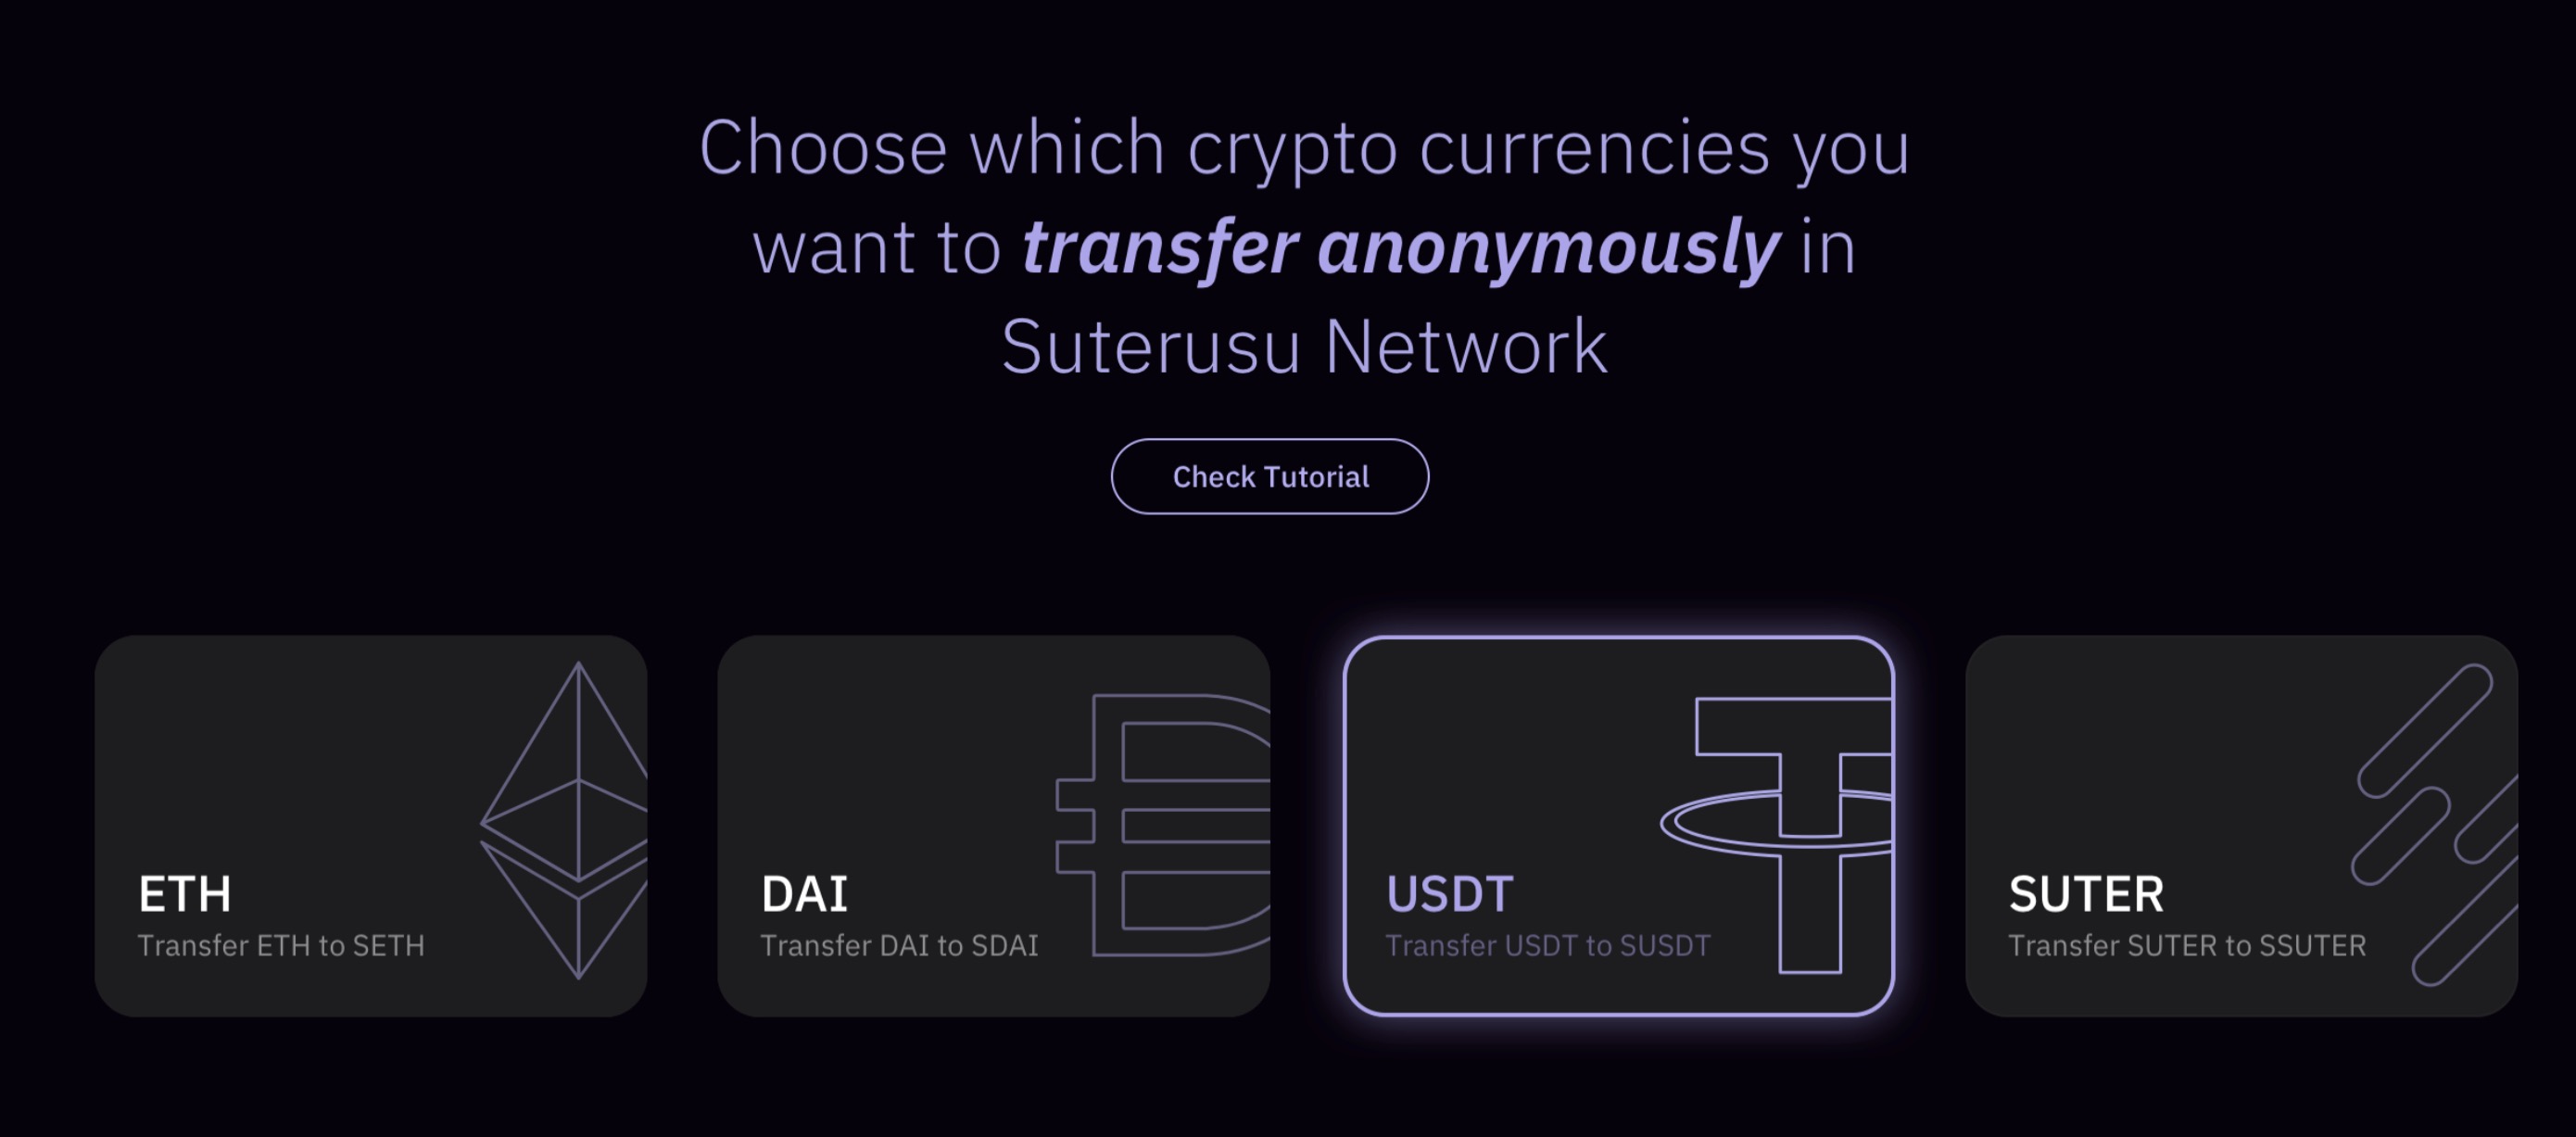 Choose which crypto currencies you
want to transfer anonymously in
Suterusu Network
Check Tutorial
ETH
Transfer ETH to SETH
DAI
Transfer DAI to SDAI
USDT
Transfer USDT to SUSDT
SUTER
Transfer SUTER to SSUTER